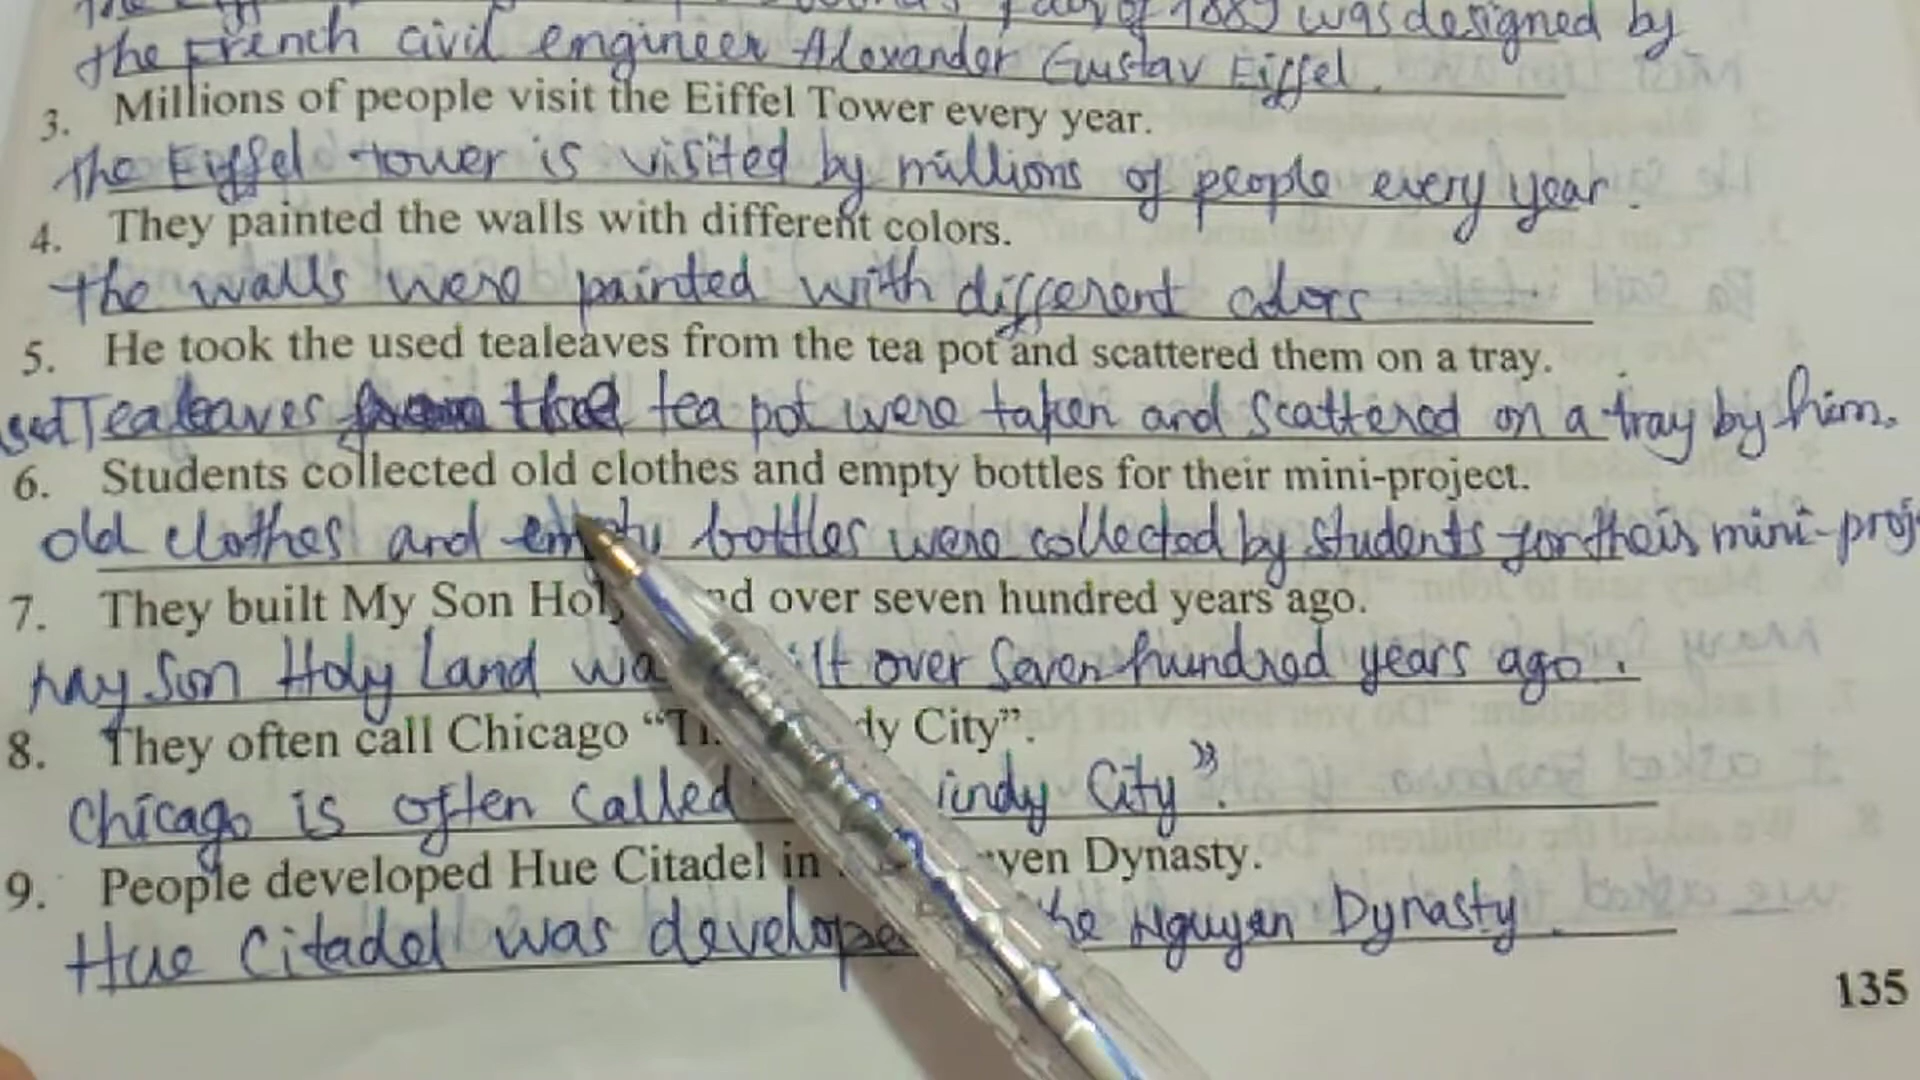 was designed by
the French civil engineer Alexander Gustav Eiffel.
3. Millions of people visit the Eiffel Tower every year.
The Eiffel tower is visited by millions of people every year.
4. They painted the walls with different colors.
the walls were painted with different colors
5. He took the used tealeaves from the tea pot and scattered them on a tray.
Tealeaves tea pot were taken and scattered on a tray by him.
6. Students collected old clothes and empty bottles for their mini-project.
old clothes and empty bottles were collected by students for their mini-proj
7. They built My Son over seven hundred years ago.
My Son Holy Land over seven hundred years ago.
8. They often call Chicago City”.
Chicago is often called City”.
9. People developed Hue Citadel in Dynasty.
Hue Citadel was Nguyen Dynasty.
135